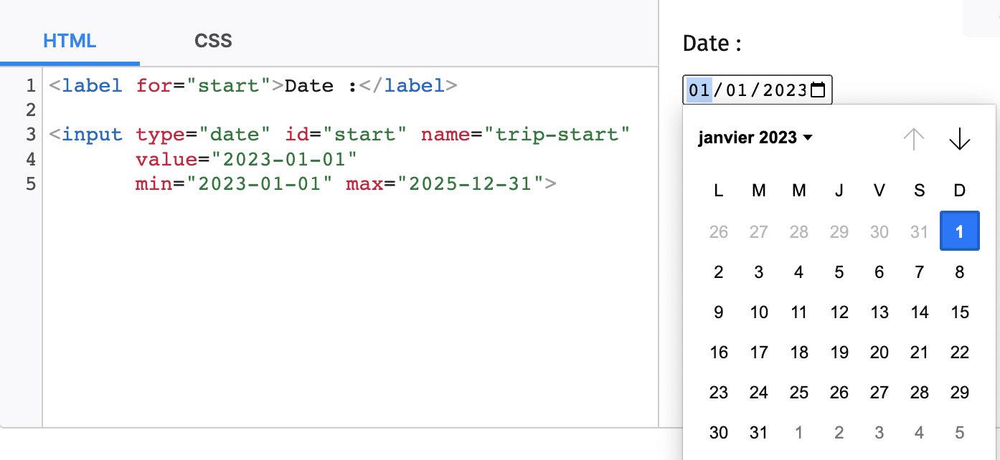 HTML CSS
1 <label for="start">Date :</label>
2
3 <input type="date" id="start" name="trip-start"
4 value="2023-01-01"
5 min="2023-01-01" max="2025-12-31">
Date :
01/01/2023
janvier 2023
L M M J V S D
26 27 28 29 30 31 1
2 3 4 5 6 7 8
9 10 11 12 13 14 15
16 17 18 19 20 21 22
23 24 25 26 27 28 29
30 31 1 2 3 4 5